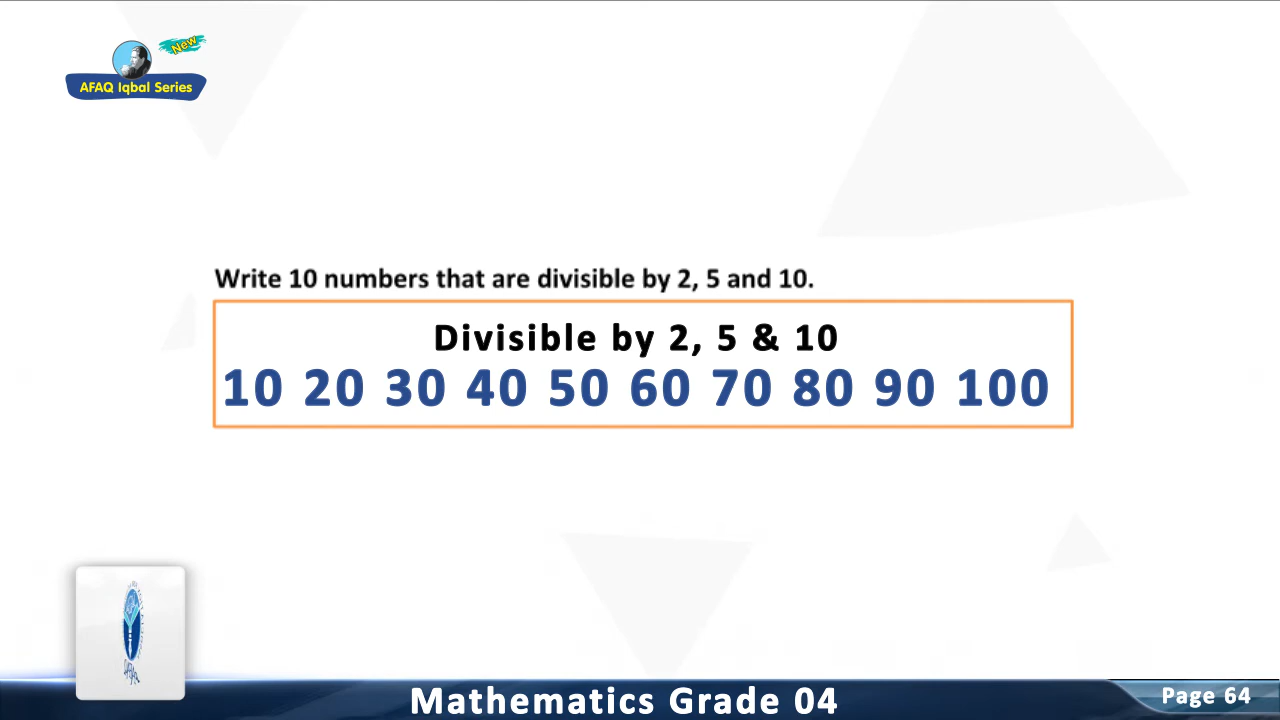 New
AFAQ Iqbal Series
Write 10 numbers that are divisible by 2, 5 and 10.
Divisible by 2, 5 & 10
10 20 30 40 50 60 70 80 90 100
Mathematics Grade 04
Page 64